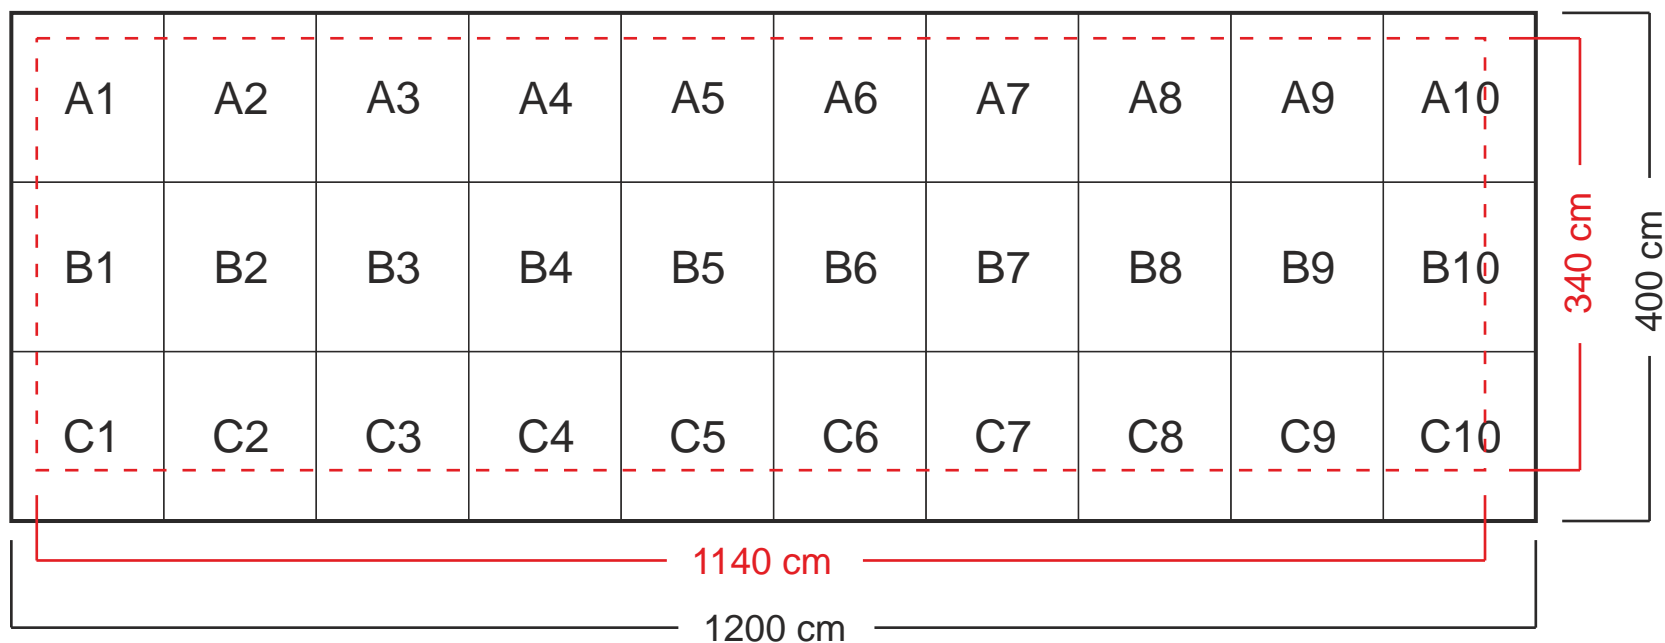 A1 A2 A3 A4 A5 A6 A7 A8 A9 A10
B1 B2 B3 B4 B5 B6 B7 B8 B9 B10
C1 C2 C3 C4 C5 C6 C7 C8 C9 C10
340 cm
400 cm
1140 cm
1200 cm